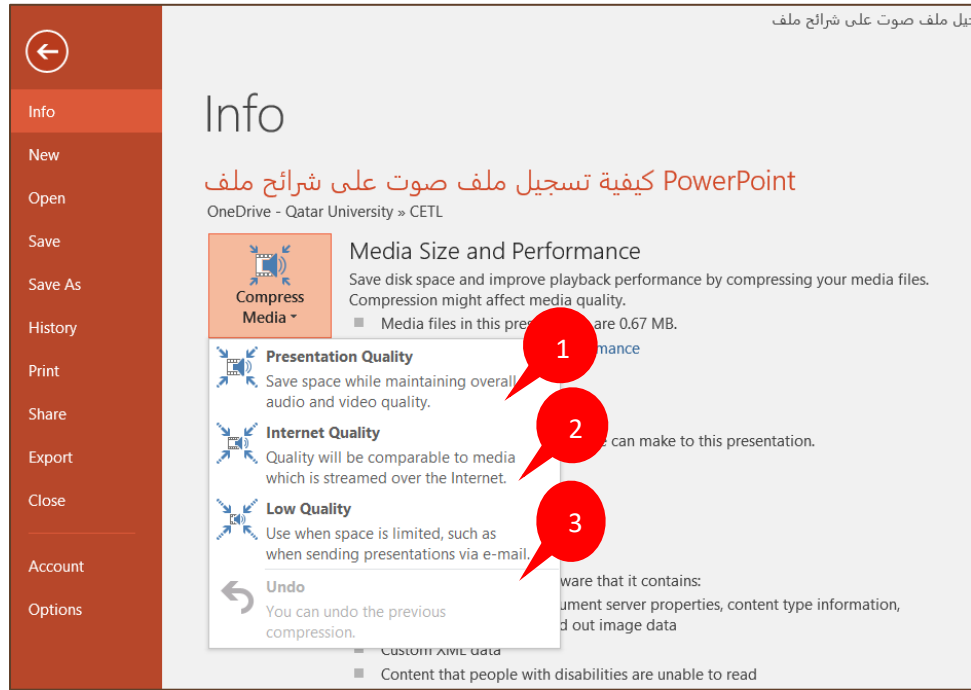 يل ملف صوت على شرائح ملف
Info
New
Open
Save
Save As
History
Print
Share
Export
Close
Account
Options
Info
كيفية تسجيل ملف صوت على شرائح ملف PowerPoint
OneDrive - Qatar University » CETL
Compress
Media
Media Size and Performance
Save disk space and improve playback performance by compressing your media files.
Compression might affect media quality.
Media files in this pre are 0.67 MB.
mance
1
Presentation Quality
Save space while maintaining overall
audio and video quality.
2
Internet Quality
Quality will be comparable to media
which is streamed over the Internet.
can make to this presentation.
3
Low Quality
Use when space is limited, such as
when sending presentations via e-mail.
Undo
You can undo the previous
compression.
ware that it contains:
ument server properties, content type information,
d out image data
Custom XML data
Content that people with disabilities are unable to read